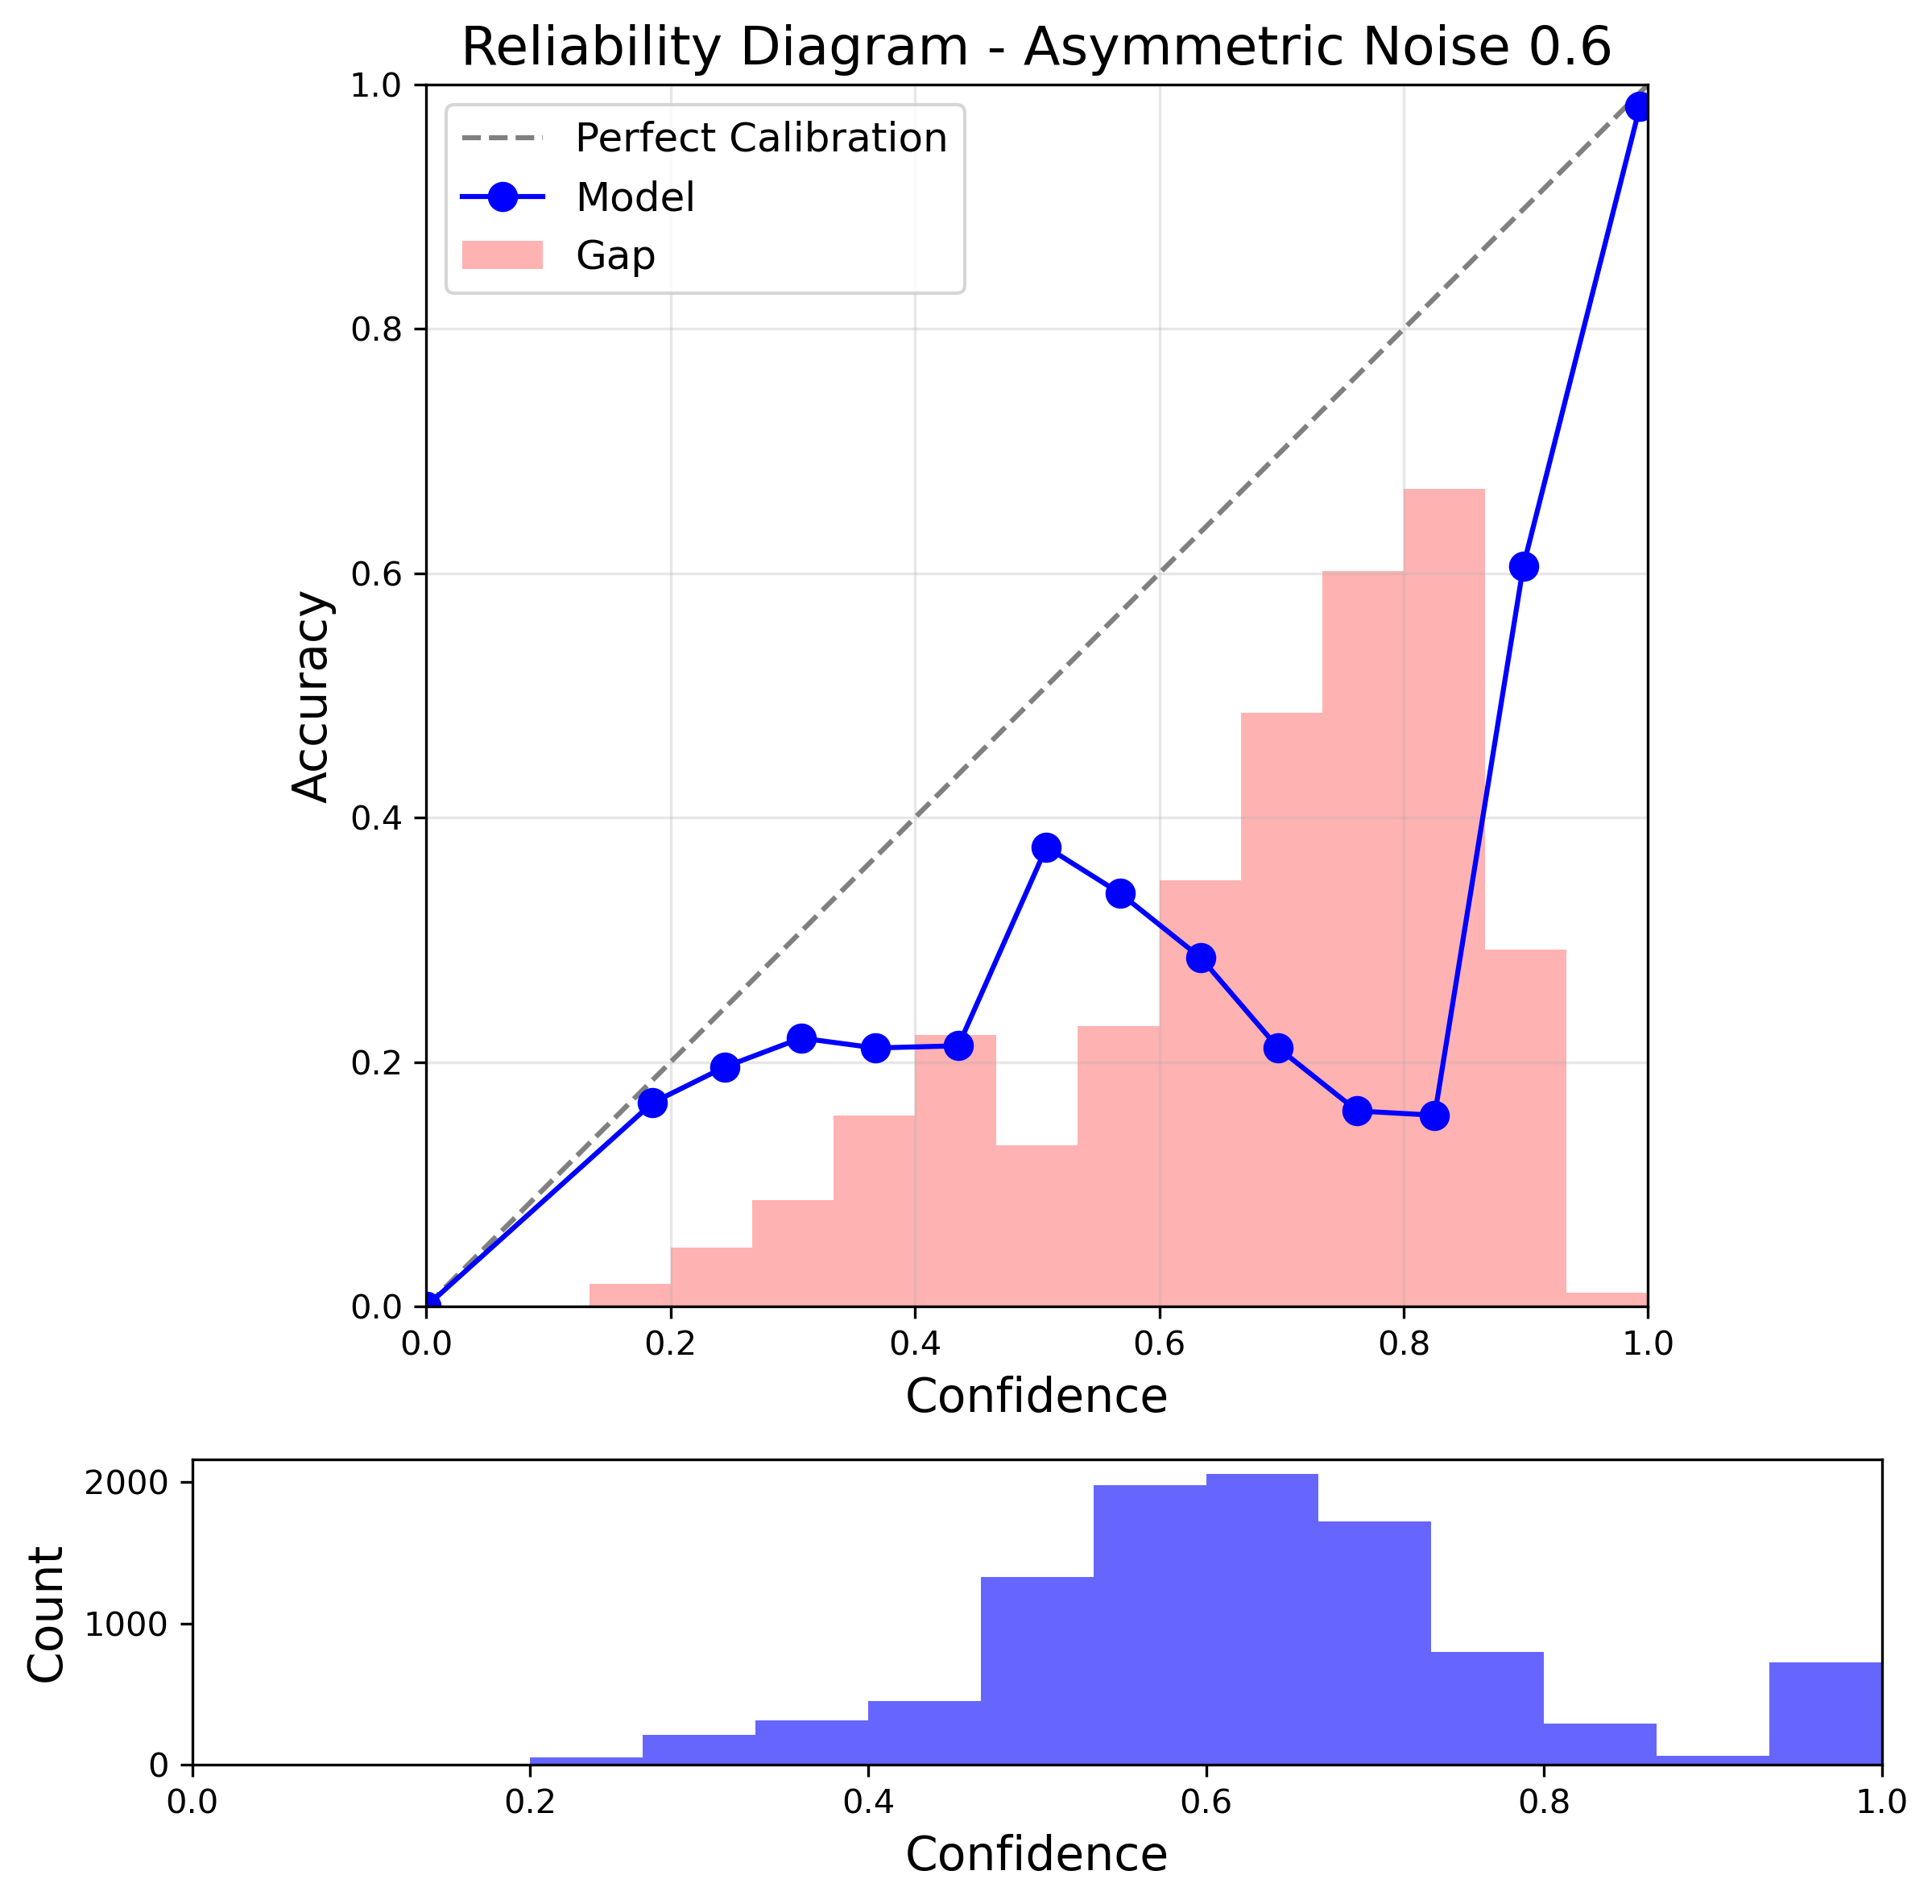 Reliability Diagram - Asymmetric Noise 0.6
Perfect Calibration
Model
Gap
1.0
0.8
0.6
0.4
0.2
0.0
Accuracy
0.0 0.2 0.4 0.6 0.8 1.0
Confidence
2000
1000
0
Count
0.0 0.2 0.4 0.6 0.8 1.0
Confidence